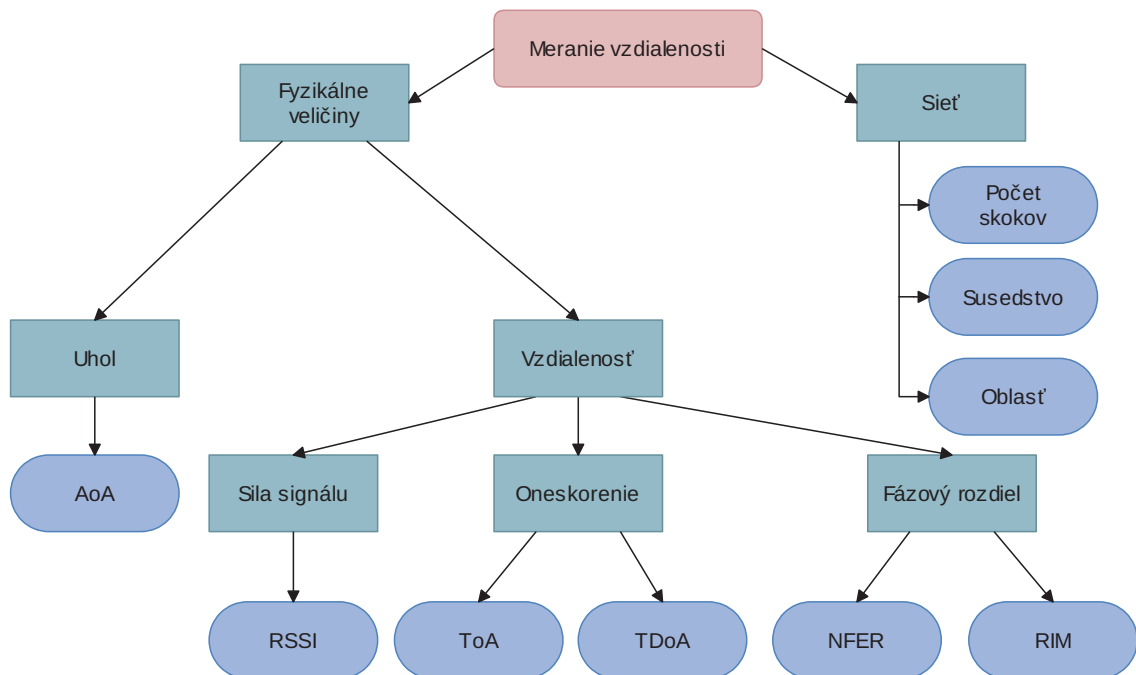 Meranie vzdialenosti
Fyzikálne
veličiny
Sieť
Počet
skokov
Susedstvo
Oblasť
Uhol
Vzdialenosť
AoA
Sila signálu
Oneskorenie
Fázový rozdiel
RSSI
ToA
TDoA
NFER
RIM